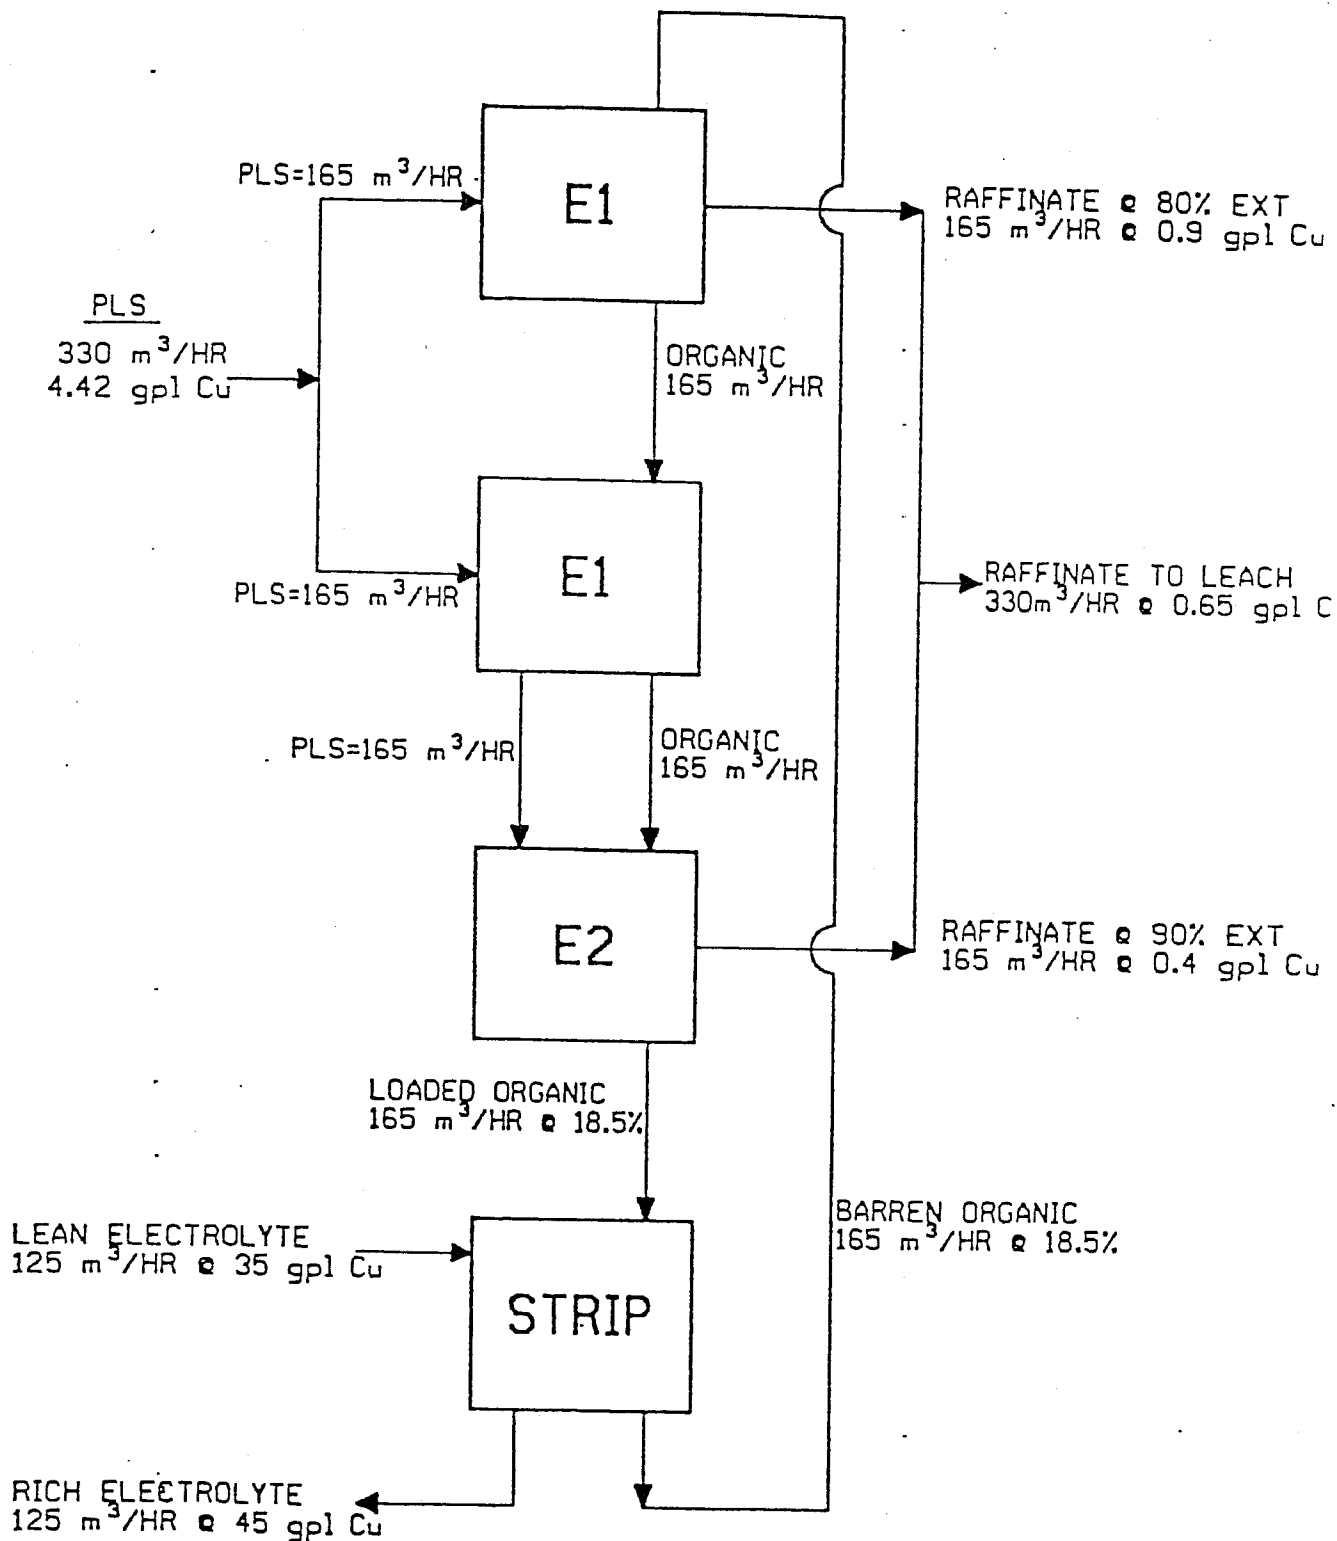 PLS=165 m³/HR
E1
RAFFINATE @ 80% EXT
165 m³/HR @ 0.9 gpl Cu
PLS
330 m³/HR
4.42 gpl Cu
ORGANIC
165 m³/HR
E1
PLS=165 m³/HR
RAFFINATE TO LEACH
330m³/HR @ 0.65 gpl C
PLS=165 m³/HR
ORGANIC
165 m³/HR
E2
RAFFINATE @ 90% EXT
165 m³/HR @ 0.4 gpl Cu
LOADED ORGANIC
165 m³/HR @ 18.5%
BARREN ORGANIC
165 m³/HR @ 18.5%
LEAN ELECTROLYTE
125 m³/HR @ 35 gpl Cu
STRIP
RICH ELECTROLYTE
125 m³/HR @ 45 gpl Cu